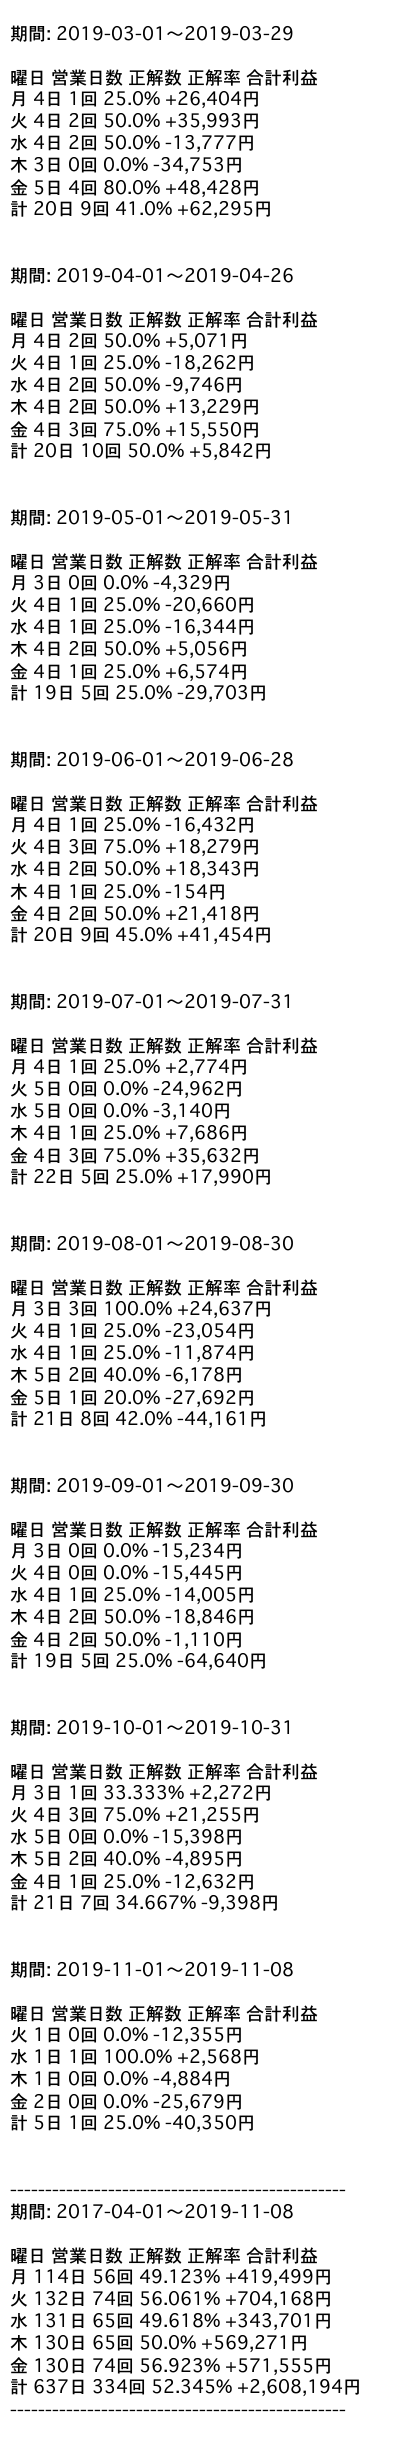 期間: 2019-03-01～2019-03-29
曜日 営業日数 正解数 正解率 合計利益
月 4日 1回 25.0% +26,404円
火 4日 2回 50.0% +35,993円
水 4日 2回 50.0% -13,777円
木 3日 0回 0.0% -34,753円
金 5日 4回 80.0% +48,428円
計 20日 9回 41.0% +62,295円
期間: 2019-04-01～2019-04-26
曜日 営業日数 正解数 正解率 合計利益
月 4日 2回 50.0% +5,071円
火 4日 1回 25.0% -18,262円
水 4日 2回 50.0% -9,746円
木 4日 2回 50.0% +13,229円
金 4日 3回 75.0% +15,550円
計 20日 10回 50.0% +5,842円
期間: 2019-05-01～2019-05-31
曜日 営業日数 正解数 正解率 合計利益
月 3日 0回 0.0% -4,329円
火 4日 1回 25.0% -20,660円
水 4日 1回 25.0% -16,344円
木 4日 2回 50.0% +5,056円
金 4日 1回 25.0% +6,574円
計 19日 5回 25.0% -29,703円
期間: 2019-06-01～2019-06-28
曜日 営業日数 正解数 正解率 合計利益
月 4日 1回 25.0% -16,432円
火 4日 3回 75.0% +18,279円
水 4日 2回 50.0% +18,343円
木 4日 1回 25.0% -154円
金 4日 2回 50.0% +21,418円
計 20日 9回 45.0% +41,454円
期間: 2019-07-01～2019-07-31
曜日 営業日数 正解数 正解率 合計利益
月 4日 1回 25.0% +2,774円
火 5日 0回 0.0% -24,962円
水 5日 0回 0.0% -3,140円
木 4日 1回 25.0% +7,686円
金 4日 3回 75.0% +35,632円
計 22日 5回 25.0% +17,990円
期間: 2019-08-01～2019-08-30
曜日 営業日数 正解数 正解率 合計利益
月 3日 3回 100.0% +24,637円
火 4日 1回 25.0% -23,054円
水 4日 1回 25.0% -11,874円
木 5日 2回 40.0% -6,178円
金 5日 1回 20.0% -27,692円
計 21日 8回 42.0% -44,161円
期間: 2019-09-01～2019-09-30
曜日 営業日数 正解数 正解率 合計利益
月 3日 0回 0.0% -15,234円
火 4日 0回 0.0% -15,445円
水 4日 1回 25.0% -14,005円
木 4日 2回 50.0% -18,846円
金 4日 2回 50.0% -1,110円
計 19日 5回 25.0% -64,640円
期間: 2019-10-01～2019-10-31
曜日 営業日数 正解数 正解率 合計利益
月 3日 1回 33.333% +2,272円
火 4日 3回 75.0% +21,255円
水 5日 0回 0.0% -15,398円
木 5日 2回 40.0% -4,895円
金 4日 1回 25.0% -12,632円
計 21日 7回 34.667% -9,398円
期間: 2019-11-01～2019-11-08
曜日 営業日数 正解数 正解率 合計利益
火 1日 0回 0.0% -12,355円
水 1日 1回 100.0% +2,568円
木 1日 0回 0.0% -4,884円
金 2日 0回 0.0% -25,679円
計 5日 1回 25.0% -40,350円
------------------------------------------------
期間: 2017-04-01～2019-11-08
曜日 営業日数 正解数 正解率 合計利益
月 114日 56回 49.123% +419,499円
火 132日 74回 56.061% +704,168円
水 131日 65回 49.618% +343,701円
木 130日 65回 50.0% +569,271円
金 130日 74回 56.923% +571,555円
計 637日 334回 52.345% +2,608,194円
------------------------------------------------